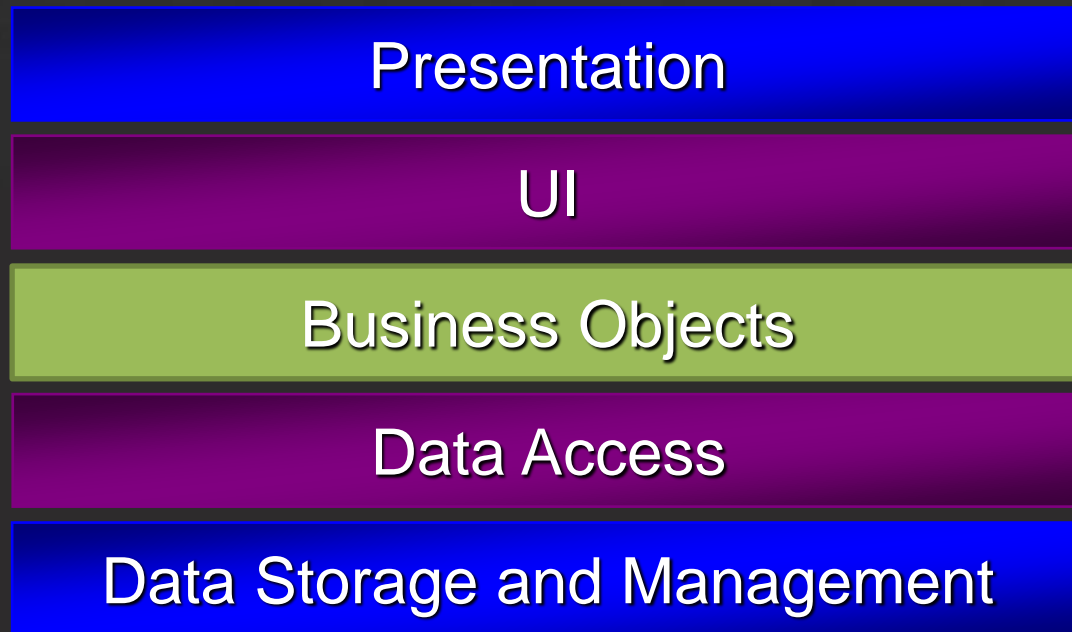 Presentation
UI
Business Objects
Data Access
Data Storage and Management